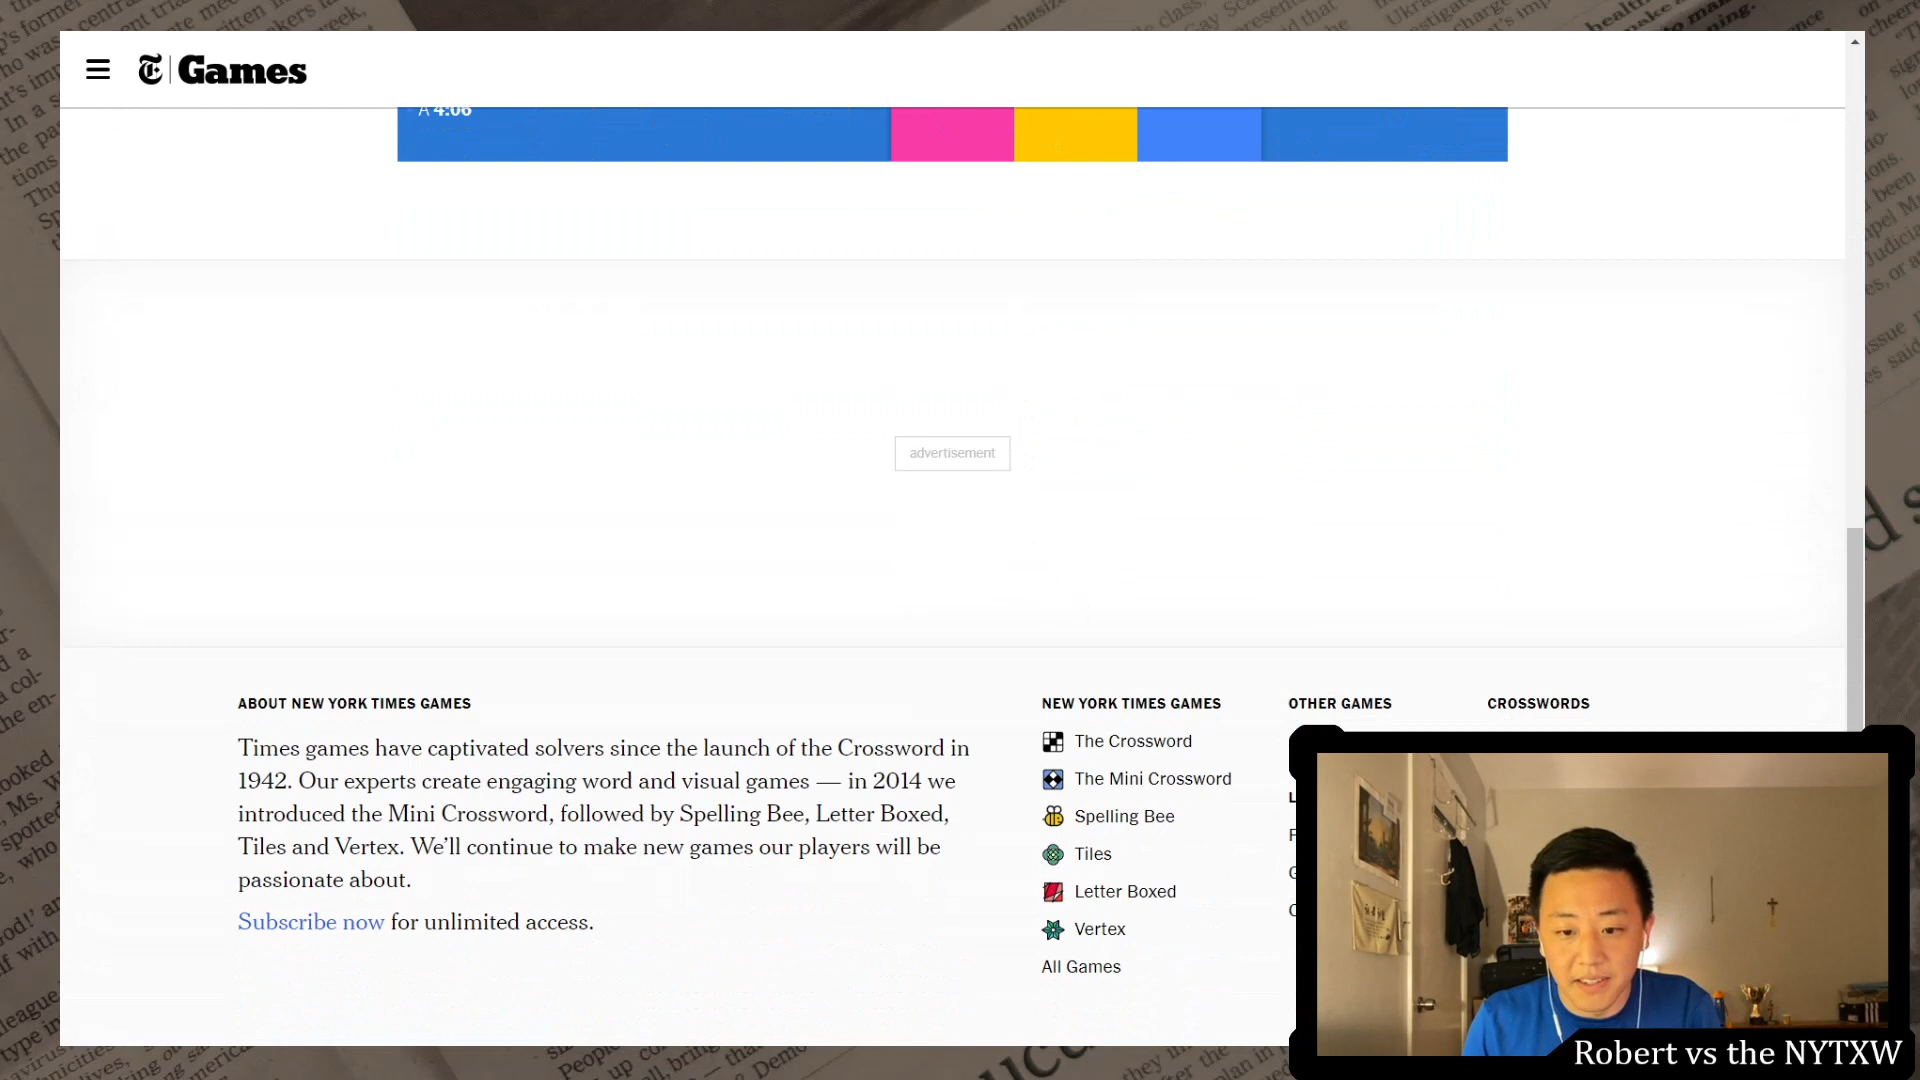 Games
A 4:06
advertisement
ABOUT NEW YORK TIMES GAMES
Times games have captivated solvers since the launch of the Crossword in
1942. Our experts create engaging word and visual games — in 2014 we
introduced the Mini Crossword, followed by Spelling Bee, Letter Boxed,
Tiles and Vertex. We’ll continue to make new games our players will be
passionate about.
Subscribe now for unlimited access.
NEW YORK TIMES GAMES
The Crossword
The Mini Crossword
Spelling Bee
Tiles
Letter Boxed
Vertex
All Games
OTHER GAMES
CROSSWORDS
Robert vs the NYTXW